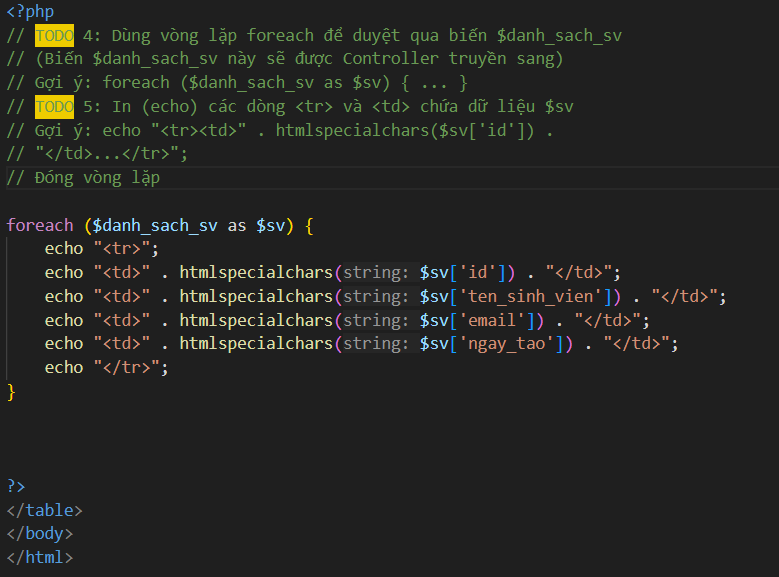 <?php
// TODO 4: Dùng vòng lặp foreach để duyệt qua biến $danh_sach_sv
// (Biến $danh_sach_sv này sẽ được Controller truyền sang)
// Gợi ý: foreach ($danh_sach_sv as $sv) { ... }
// TODO 5: In (echo) các dòng <tr> và <td> chứa dữ liệu $sv
// Gợi ý: echo "<tr><td>" . htmlspecialchars($sv['id']) .
// "</td>...</tr>";
// Đóng vòng lặp
foreach ($danh_sach_sv as $sv) {
    echo "<tr>";
    echo "<td>" . htmlspecialchars(string: $sv['id']) . "</td>";
    echo "<td>" . htmlspecialchars(string: $sv['ten_sinh_vien']) . "</td>";
    echo "<td>" . htmlspecialchars(string: $sv['email']) . "</td>";
    echo "<td>" . htmlspecialchars(string: $sv['ngay_tao']) . "</td>";
    echo "</tr>";
}
?>
</table>
</body>
</html>